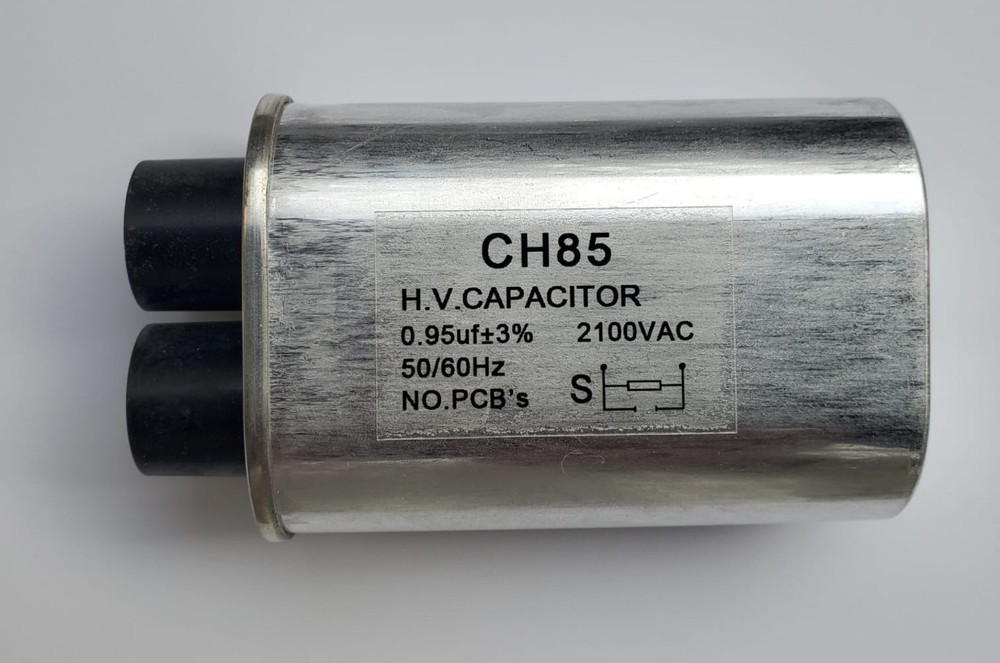 CH85
H.V.CAPACITOR
0.95uf±3% 2100VAC
50/60Hz
NO.PCB's S